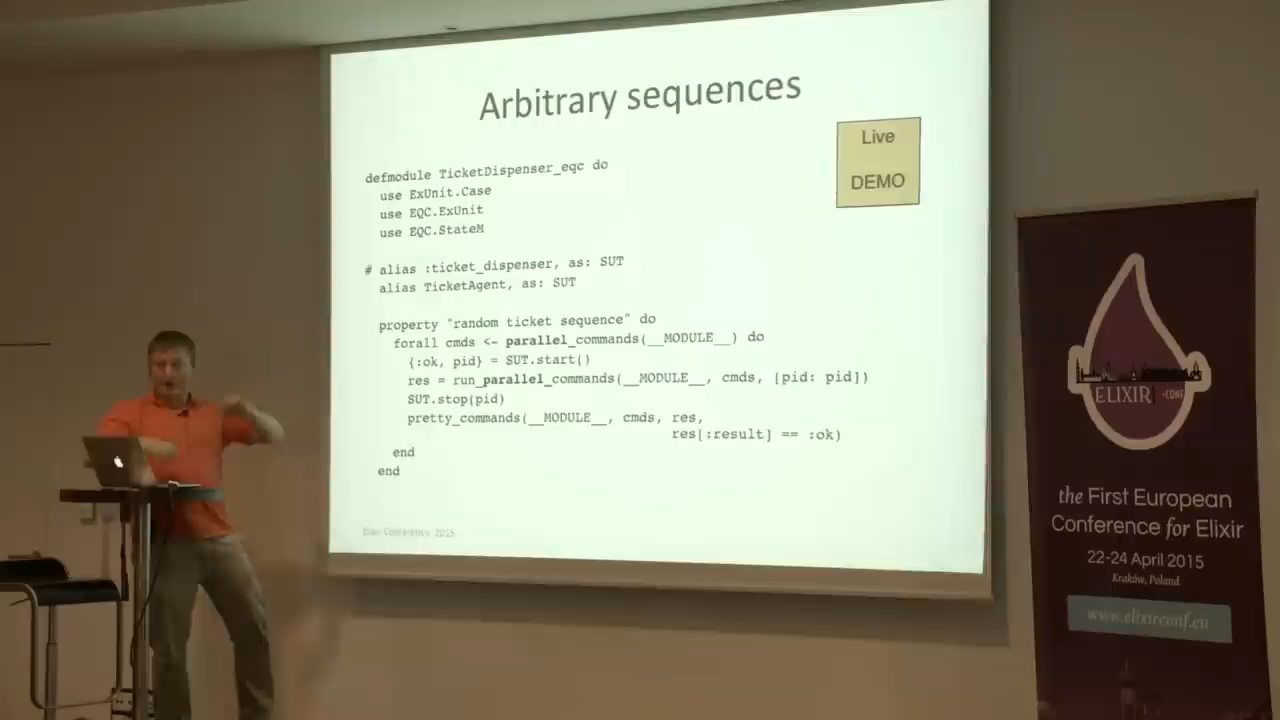 Arbitrary sequences
Live
DEMO
defmodule TicketDispenser_eqc do
use ExUnit.Case
use EQC.ExUnit
use EQC.StateM
# alias :ticket_dispenser, as: SUT
alias TicketAgent, as: SUT
property "random ticket sequence" do
forall cmds <- parallel_commands(__MODULE__) do
{:ok, pid} = SUT.start()
res = run_parallel_commands(__MODULE__, cmds, [pid: pid])
SUT.stop(pid)
pretty_commands(__MODULE__, cmds, res,
res[:result] == :ok)
end
end
Elixir Conference 2015
ELIXIR -CONF
the First European
Conference for Elixir
22-24 April 2015
Kraków, Poland
www.elixirconf.eu